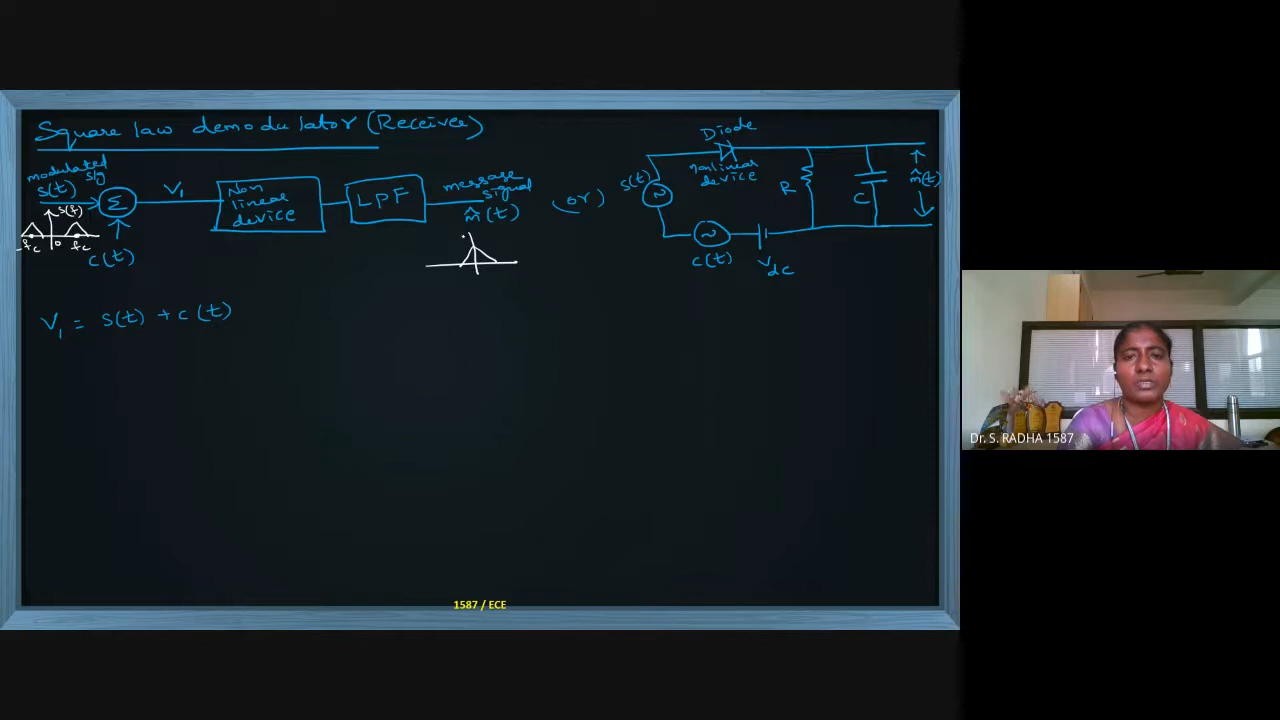 Square law demodulator (Receiver)
modulated
sig
s(t)
Σ
V1
Non
linear
device
LPF
message
signal
m̂(t)
(or)
S(f)
-fc
0
fc
c(t)
Diode
nonlinear
device
s(t)
R
C
m̂(t)
c(t)
Vdc
V1 = s(t) + c(t)
Dr. S. RADHA 1587
1587 / ECE